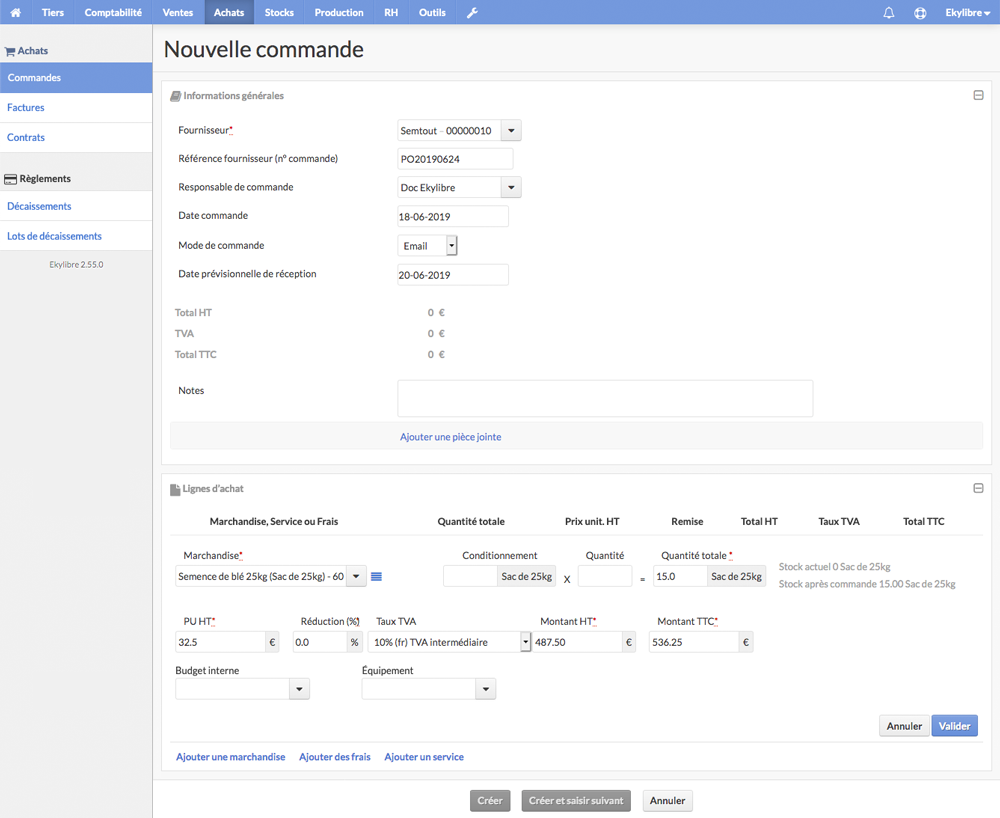 Tiers Comptabilité Ventes Achats Stocks Production RH Outils Ekylibre
Achats
Commandes
Factures
Contrats
Règlements
Décaissements
Lots de décaissements
Ekylibre 2.55.0
Nouvelle commande
Informations générales
Fournisseur* Semtout - 00000010
Référence fournisseur (n° commande) PO20190624
Responsable de commande Doc Ekylibre
Date commande 18-06-2019
Mode de commande Email
Date prévisionnelle de réception 20-06-2019
Total HT 0 €
TVA 0 €
Total TTC 0 €
Notes
Ajouter une pièce jointe
Lignes d'achat
Marchandise, Service ou Frais Quantité totale Prix unit. HT Remise Total HT Taux TVA Total TTC
Marchandise* Conditionnement Quantité Quantité totale *
Semence de blé 25kg (Sac de 25kg) - 60 Sac de 25kg X = 15.0 Sac de 25kg
Stock actuel 0 Sac de 25kg
Stock après commande 15.00 Sac de 25kg
PU HT* Réduction (%) Taux TVA Montant HT* Montant TTC*
32.5 € 0.0 % 10% (fr) TVA intermédiaire 487.50 € 536.25 €
Budget interne Équipement
Annuler Valider
Ajouter une marchandise Ajouter des frais Ajouter un service
Créer Créer et saisir suivant Annuler